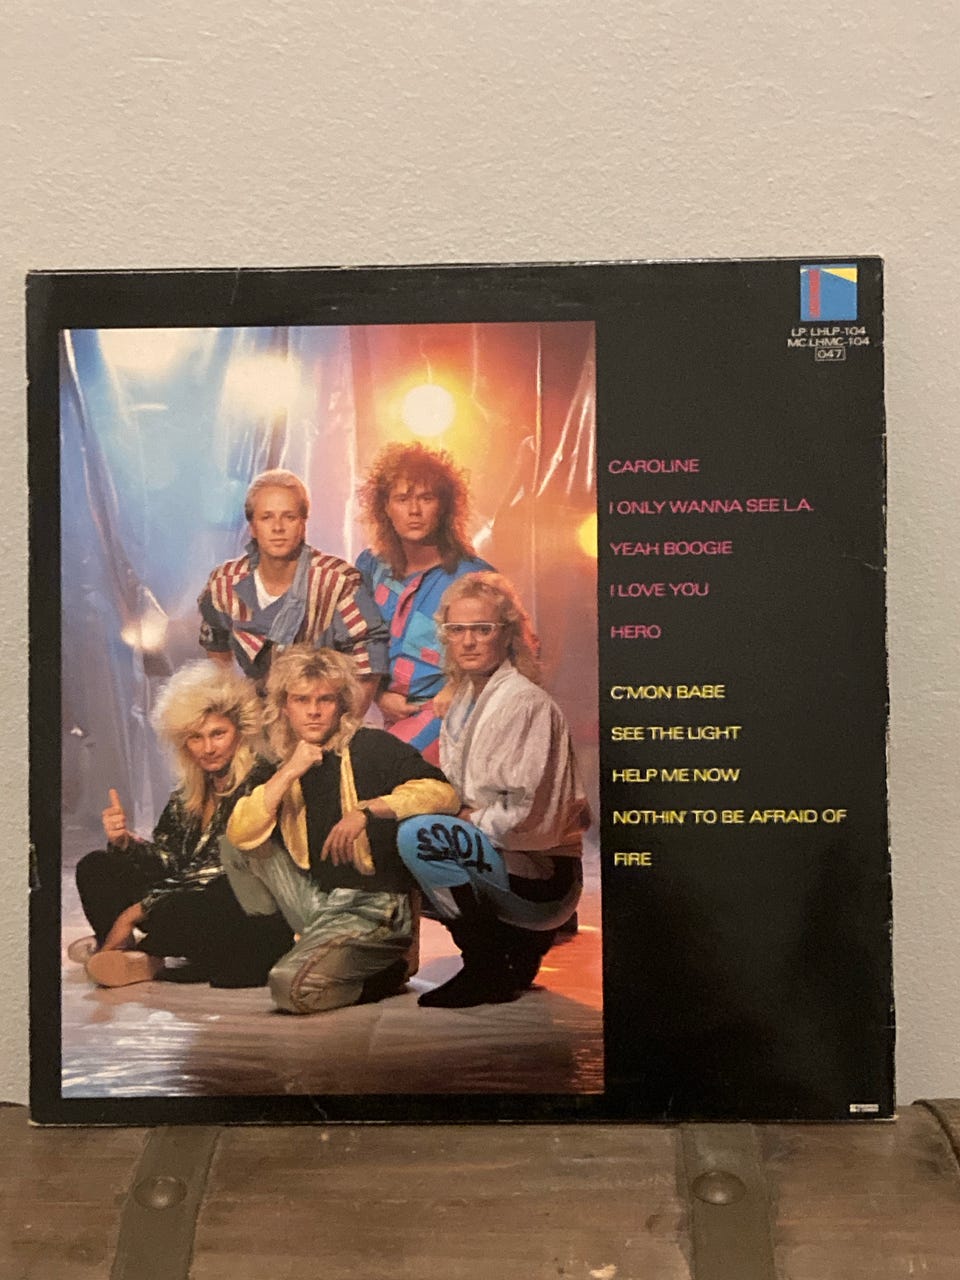 LP: LHLP-104
MC: LHMC-104
047
CAROLINE
I ONLY WANNA SEE L.A.
YEAH BOOGIE
I LOVE YOU
HERO
C'MON BABE
SEE THE LIGHT
HELP ME NOW
NOTHIN' TO BE AFRAID OF
FIRE